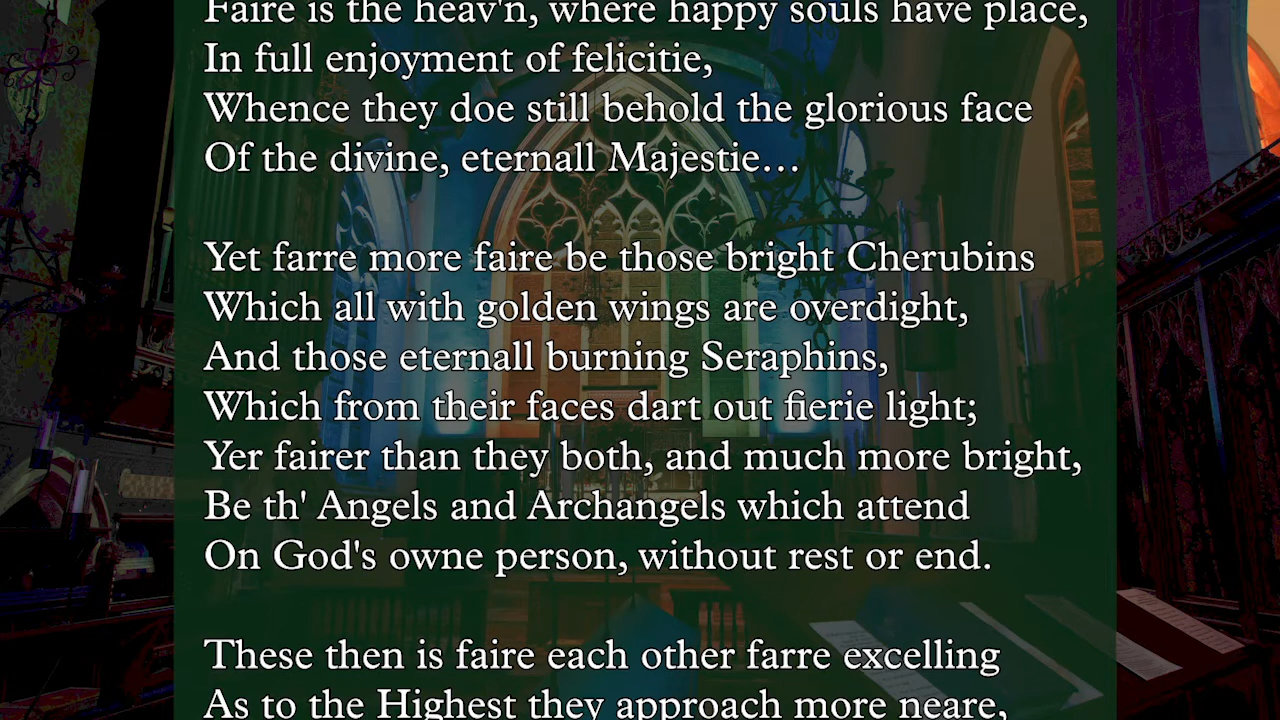 Faire is the heav'n, where happy souls have place,
In full enjoyment of felicitie,
Whence they doe still behold the glorious face
Of the divine, eternall Majestie…
Yet farre more faire be those bright Cherubins
Which all with golden wings are overdight,
And those eternall burning Seraphins,
Which from their faces dart out fierie light;
Yer fairer than they both, and much more bright,
Be th' Angels and Archangels which attend
On God's owne person, without rest or end.
These then is faire each other farre excelling
As to the Highest they approach more neare,